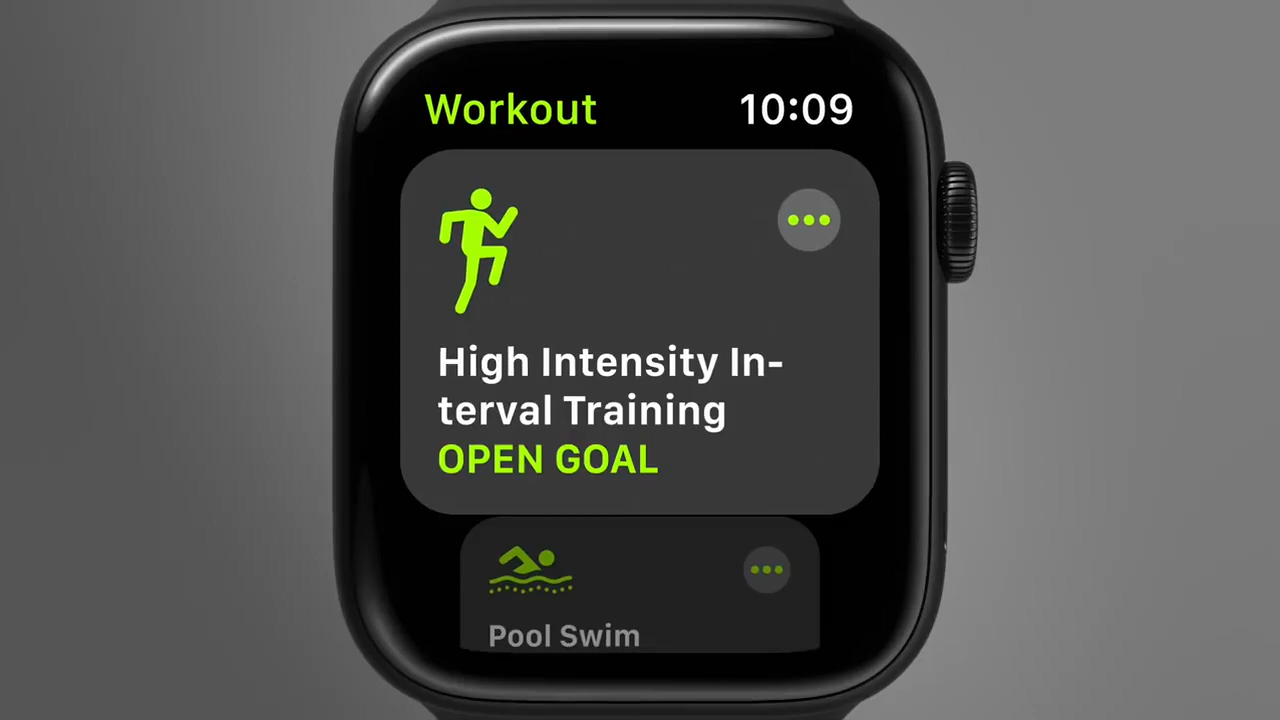 Workout 10:09
High Intensity In-
terval Training
OPEN GOAL
Pool Swim